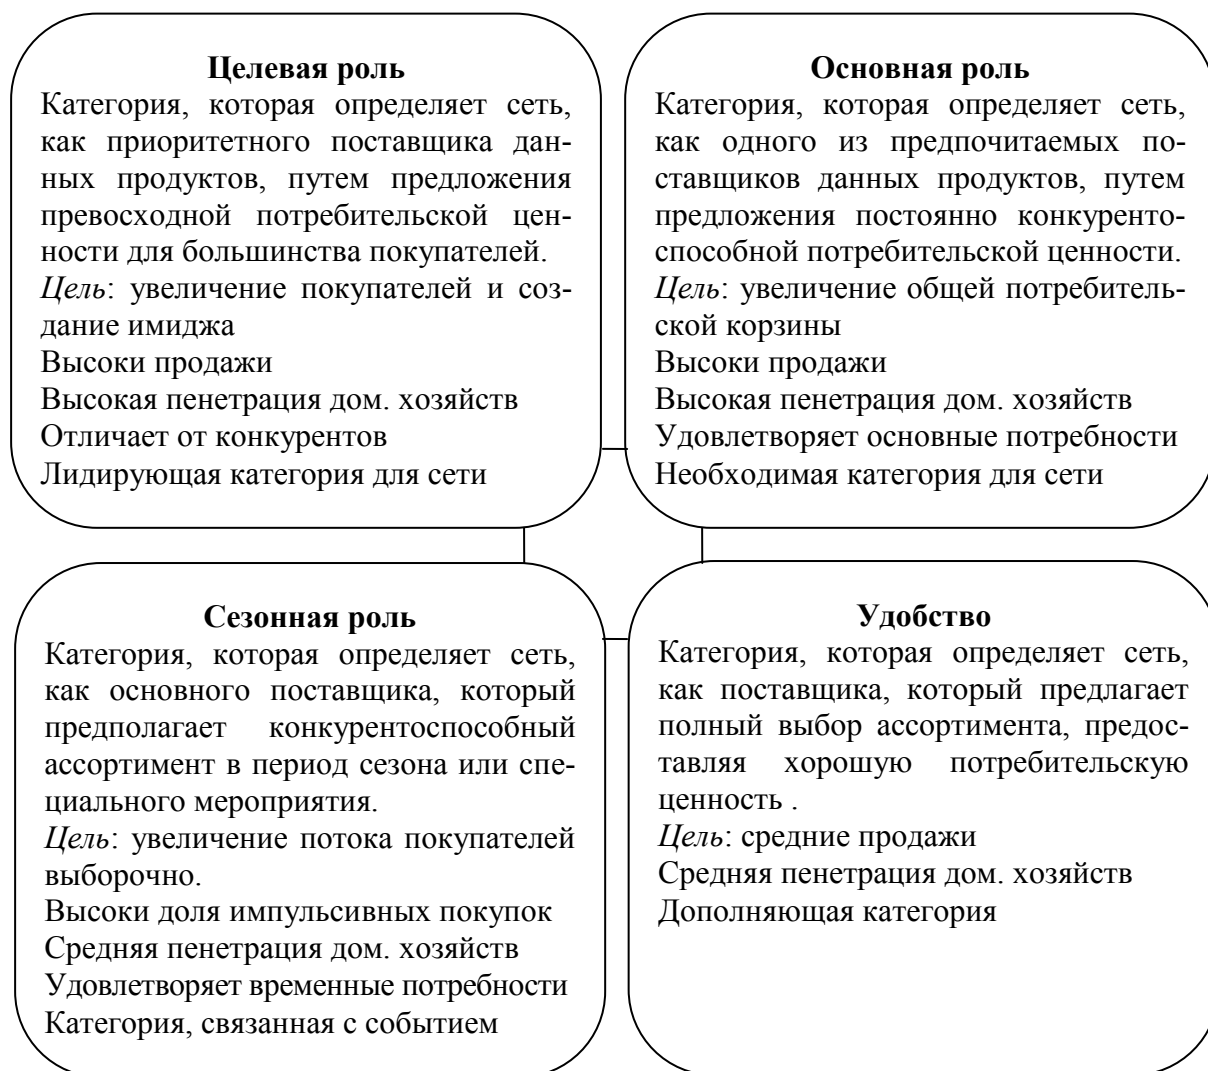 Целевая роль
Категория, которая определяет сеть,
как приоритетного поставщика дан-
ных продуктов, путем предложения
превосходной потребительской цен-
ности для большинства покупателей.
Цель: увеличение покупателей и соз-
дание имиджа
Высоки продажи
Высокая пенетрация дом. хозяйств
Отличает от конкурентов
Лидирующая категория для сети
Основная роль
Категория, которая определяет сеть,
как одного из предпочитаемых по-
ставщиков данных продуктов, путем
предложения постоянно конкуренто-
способной потребительской ценности.
Цель: увеличение общей потребитель-
ской корзины
Высоки продажи
Высокая пенетрация дом. хозяйств
Удовлетворяет основные потребности
Необходимая категория для сети
Сезонная роль
Категория, которая определяет сеть,
как основного поставщика, который
предполагает конкурентоспособный
ассортимент в период сезона или спе-
циального мероприятия.
Цель: увеличение потока покупателей
выборочно.
Высоки доля импульсивных покупок
Средняя пенетрация дом. хозяйств
Удовлетворяет временные потребности
Категория, связанная с событием
Удобство
Категория, которая определяет сеть,
как поставщика, который предлагает
полный выбор ассортимента, предос-
тавляя хорошую потребительскую
ценность .
Цель: средние продажи
Средняя пенетрация дом. хозяйств
Дополняющая категория